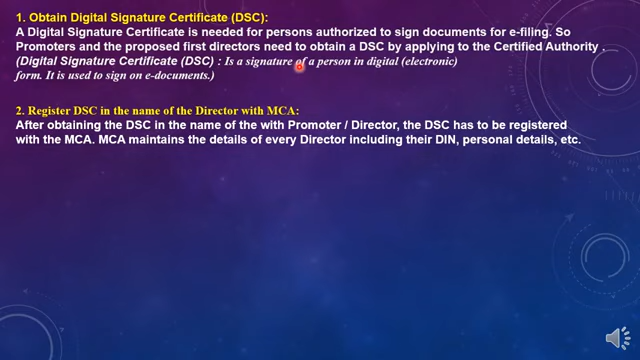 1. Obtain Digital Signature Certificate (DSC):
A Digital Signature Certificate is needed for persons authorized to sign documents for e-filing. So
Promoters and the proposed first directors need to obtain a DSC by applying to the Certified Authority .
(Digital Signature Certificate (DSC) : Is a signature of a person in digital (electronic)
form. It is used to sign on e-documents.)
2. Register DSC in the name of the Director with MCA:
After obtaining the DSC in the name of the with Promoter / Director, the DSC has to be registered
with the MCA. MCA maintains the details of every Director including their DIN, personal details, etc.